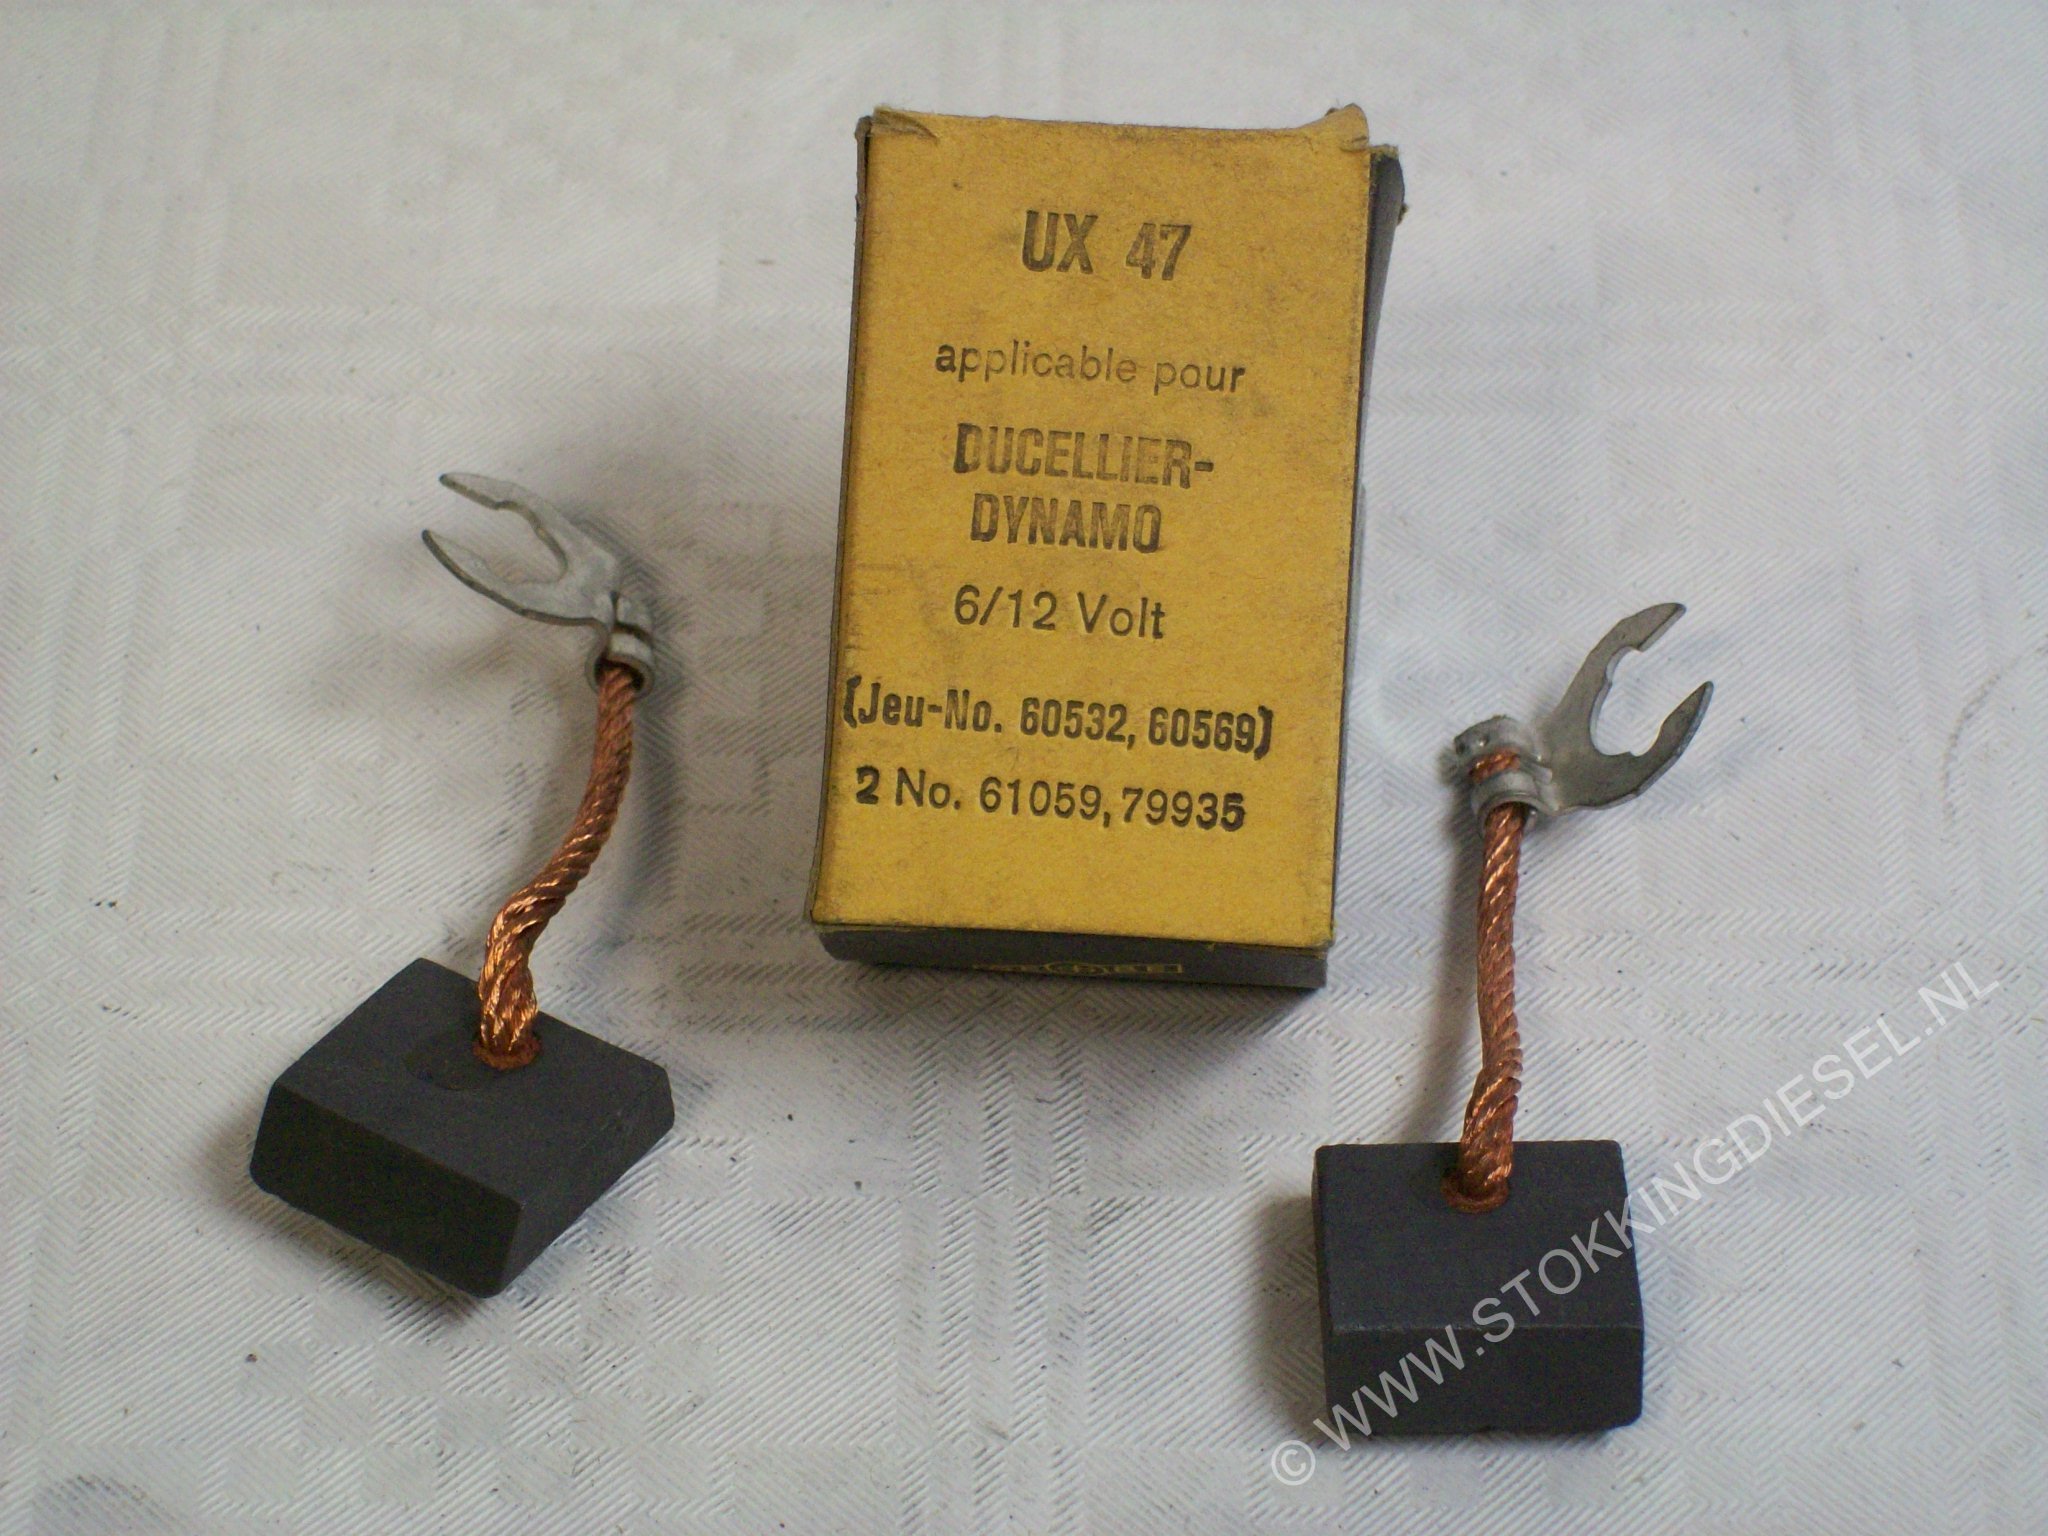 UX 47
applicable pour
DUCELLIER-
DYNAMO
6/12 Volt
(Jeu-No. 60532, 60569)
2 No. 61059, 79935
© WWW.STOKKINGDIESEL.NL